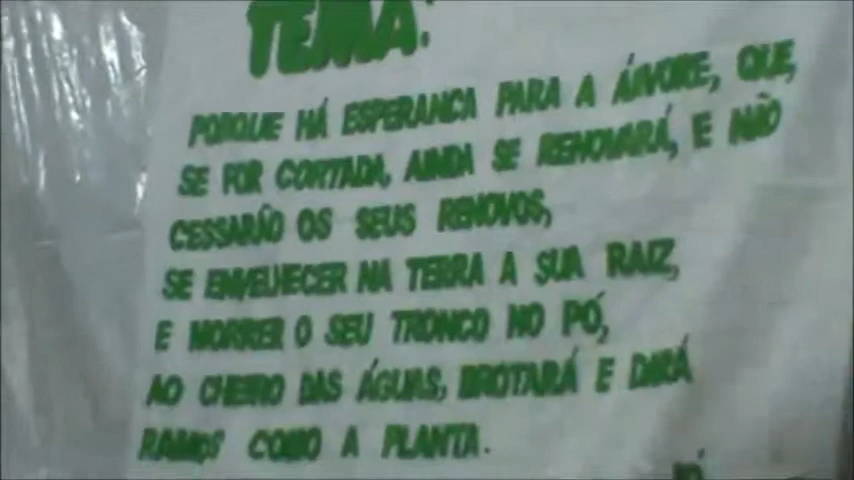 TEMA:
PORQUE HÁ ESPERANCA PARA A ÁRVORE, QUE,
SE FOR CORTADA, AINDA SE RENOVARÁ, E NÃO
CESSARÃO OS SEUS RENOVOS,
SE ENVELHECER NA TERRA A SUA RAIZ,
E MORRER O SEU TRONCO NO PÓ,
AO CHEIRO DAS ÁGUAS, BROTARÁ E DARÁ
RAMOS COMO A PLANTA.